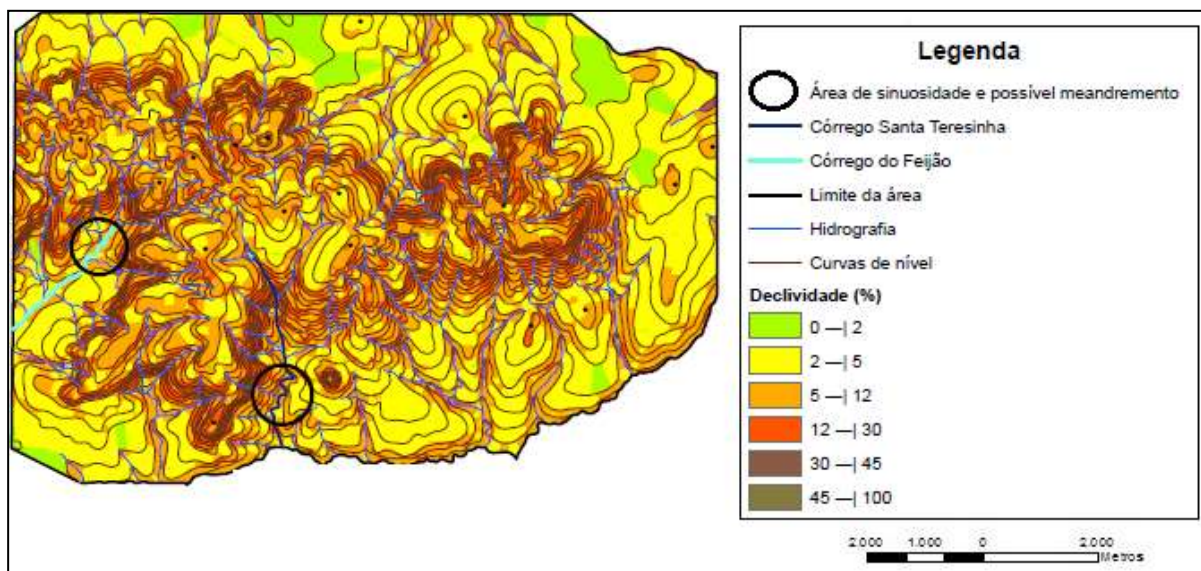 Legenda
Área de sinuosidade e possível meandremento
Córrego Santa Teresinha
Córrego do Feijão
Limite da área
Hidrografia
Curvas de nível
Declividade (%)
0 —| 2
2 —| 5
5 —| 12
12 —| 30
30 —| 45
45 —| 100
2.000 1.000 0 2.000
Metros